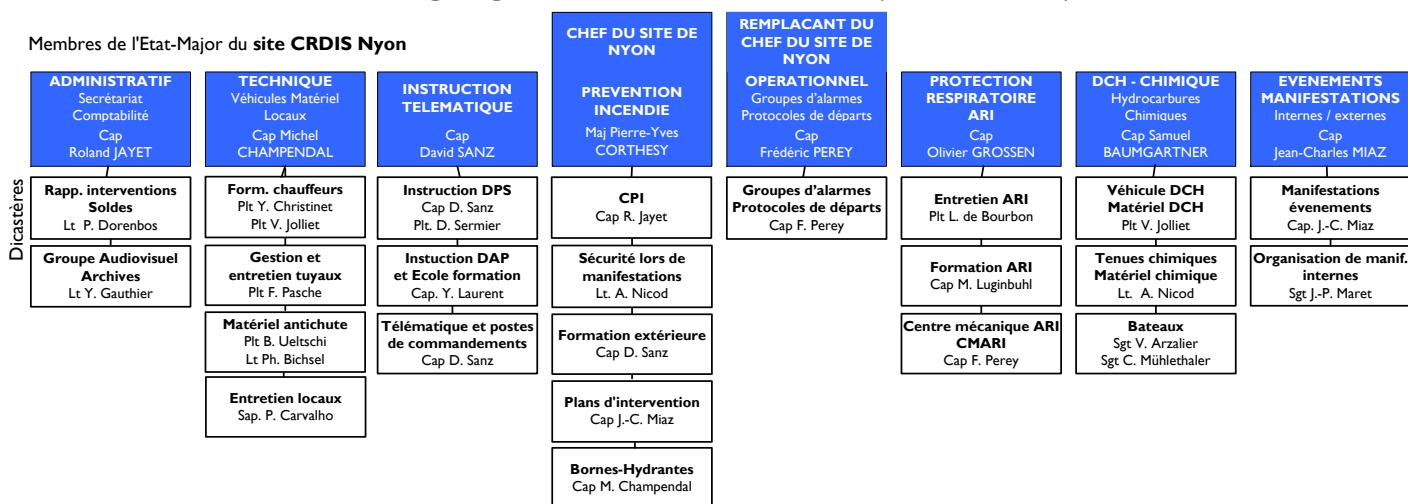 Membres de l'Etat-Major du site CRDIS Nyon
ADMINISTRATIF
Secrétariat
Comptabilité
Cap
Roland JAYET
TECHNIQUE
Véhicules Matériel
Locaux
Cap Michel
CHAMPENDAL
INSTRUCTION
TELEMATIQUE
Cap
David SANZ
CHEF DU SITE DE
NYON
PREVENTION
INCENDIE
Maj Pierre-Yves
CORTHESY
REMPLACANT DU
CHEF DU SITE DE
NYON
OPERATIONNEL
Groupes d'alarmes
Protocoles de départs
Cap
Frédéric PEREY
PROTECTION
RESPIRATOIRE
ARI
Cap
Olivier GROSSEN
DCH - CHIMIQUE
Hydrocarbures
Chimiques
Cap Samuel
BAUMGARTNER
EVENEMENTS
MANIFESTATIONS
Internes / externes
Cap
Jean-Charles MIAZ
Dicastères
Rapp. interventions
Soldes
Lt P. Dorenbos
Groupe Audiovisuel
Archives
Lt Y. Gauthier
Form. chauffeurs
Plt Y. Christinet
Plt V. Jolliet
Gestion et
entretien tuyaux
Plt F. Pasche
Matériel antichute
Plt B. Ueltschi
Lt Ph. Bichsel
Entretien locaux
Sap. P. Carvalho
Instruction DPS
Cap D. Sanz
Plt. D. Sermier
Instuction DAP
et Ecole formation
Cap. Y. Laurent
Télématique et postes
de commandements
Cap D. Sanz
CPI
Cap R. Jayet
Sécurité lors de
manifestations
Lt. A. Nicod
Formation extérieure
Cap D. Sanz
Plans d'intervention
Cap J.-C. Miaz
Bornes-Hydrantes
Cap M. Champendal
Groupes d'alarmes
Protocoles de départs
Cap F. Perey
Entretien ARI
Plt L. de Bourbon
Formation ARI
Cap M. Luginbuhl
Centre mécanique ARI
CMARI
Cap F. Perey
Véhicule DCH
Matériel DCH
Plt V. Jolliet
Tenues chimiques
Matériel chimique
Lt. A. Nicod
Bateaux
Sgt V. Arzalier
Sgt C. Mühlethaler
Manifestations
évenements
Cap. J.-C. Miaz
Organisation de manif.
internes
Sgt J.-P. Maret